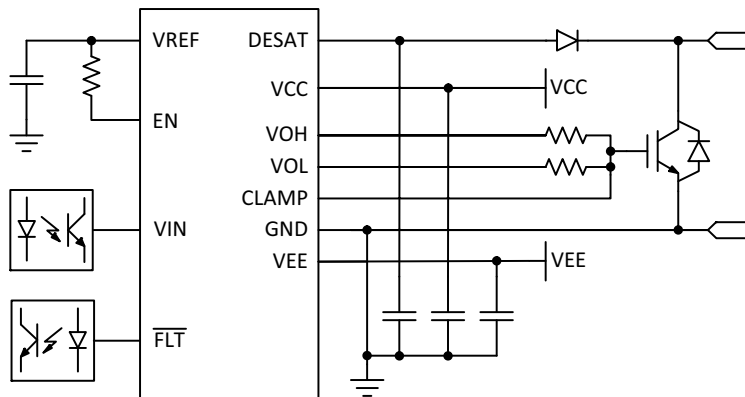 VREF
DESAT
VCC
VCC
EN
VOH
VOL
CLAMP
VIN
GND
VEE
VEE
FLT